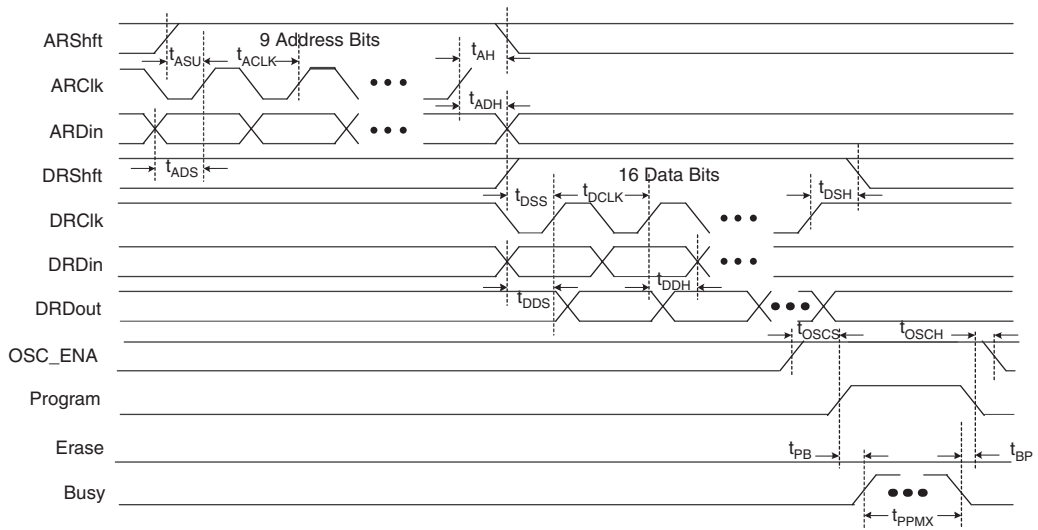 ARShft
9 Address Bits
tASU
tACLK
tAH
ARClk
tADH
ARDin
tADS
DRShft
16 Data Bits
tDSS
tDCLK
tDSH
DRClk
DRDin
tDDS
tDDH
DRDout
tOSCS
tOSCH
OSC_ENA
Program
Erase
tPB
tBP
Busy
tPPMX